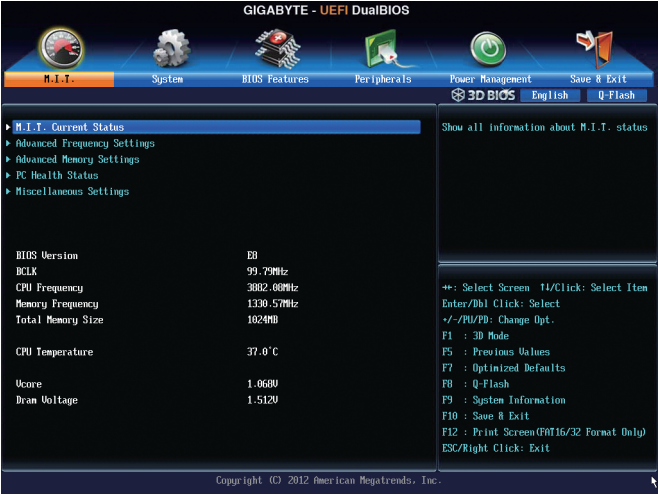 GIGABYTE - UEFI DualBIOS
M.I.T. System BIOS Features Peripherals Power Management Save & Exit
3D BIOS English Q-Flash
M.I.T. Current Status
Advanced Frequency Settings
Advanced Memory Settings
PC Health Status
Miscellaneous Settings
BIOS Version E8
BCLK 99.79MHz
CPU Frequency 3882.08MHz
Memory Frequency 1330.57MHz
Total Memory Size 1024MB
CPU Temperature 37.0°C
Vcore 1.068V
Dram Voltage 1.512V
Show all information about M.I.T. status
→←: Select Screen ↑↓/Click: Select Item
Enter/Dbl Click: Select
+/-/PU/PD: Change Opt.
F1 : 3D Mode
F5 : Previous Values
F7 : Optimized Defaults
F8 : Q-Flash
F9 : System Information
F10 : Save & Exit
F12 : Print Screen(FAT16/32 Format Only)
ESC/Right Click: Exit
Copyright (C) 2012 American Megatrends, Inc.